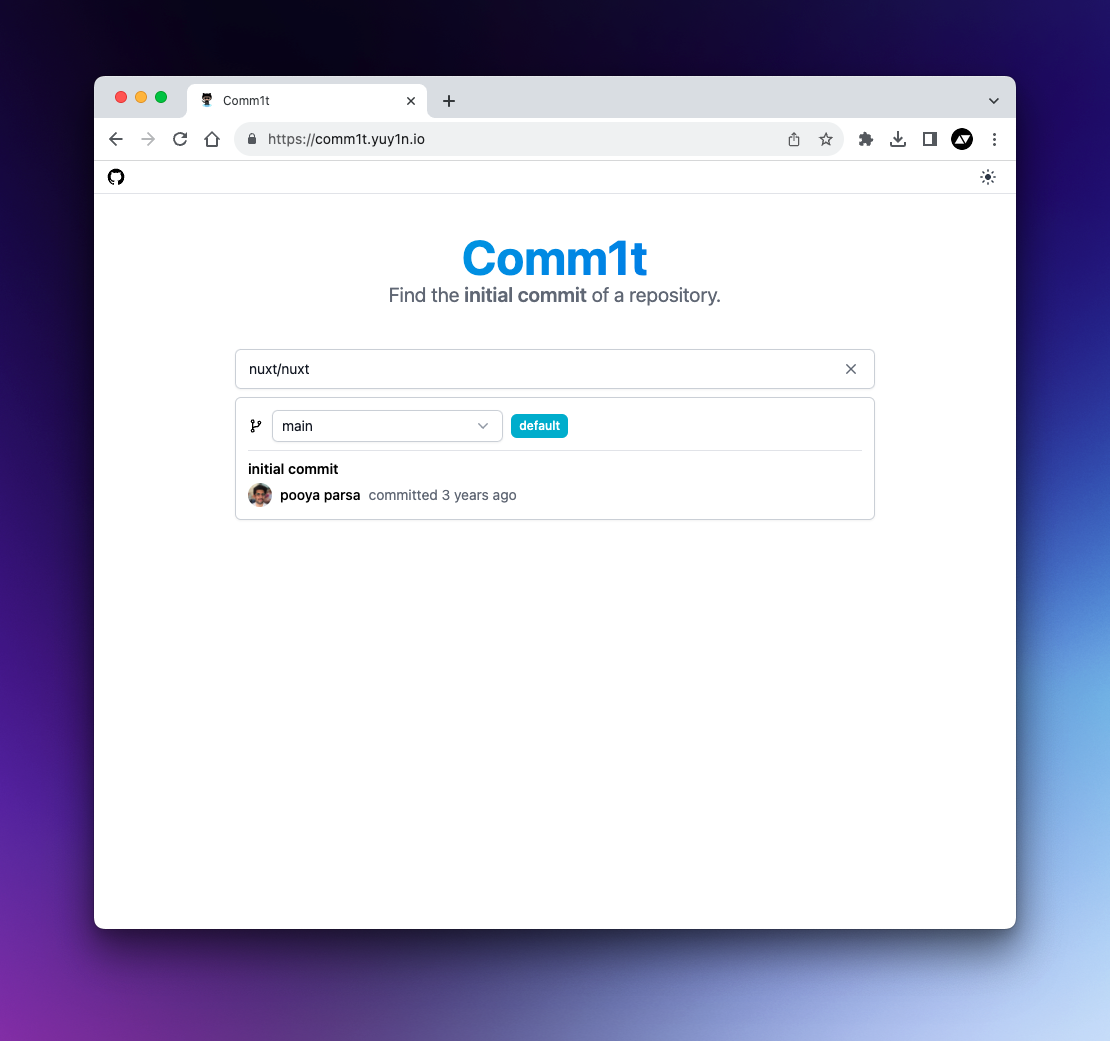 Comm1t
https://comm1t.yuy1n.io
Comm1t
Find the initial commit of a repository.
nuxt/nuxt
main default
initial commit
pooya parsa committed 3 years ago